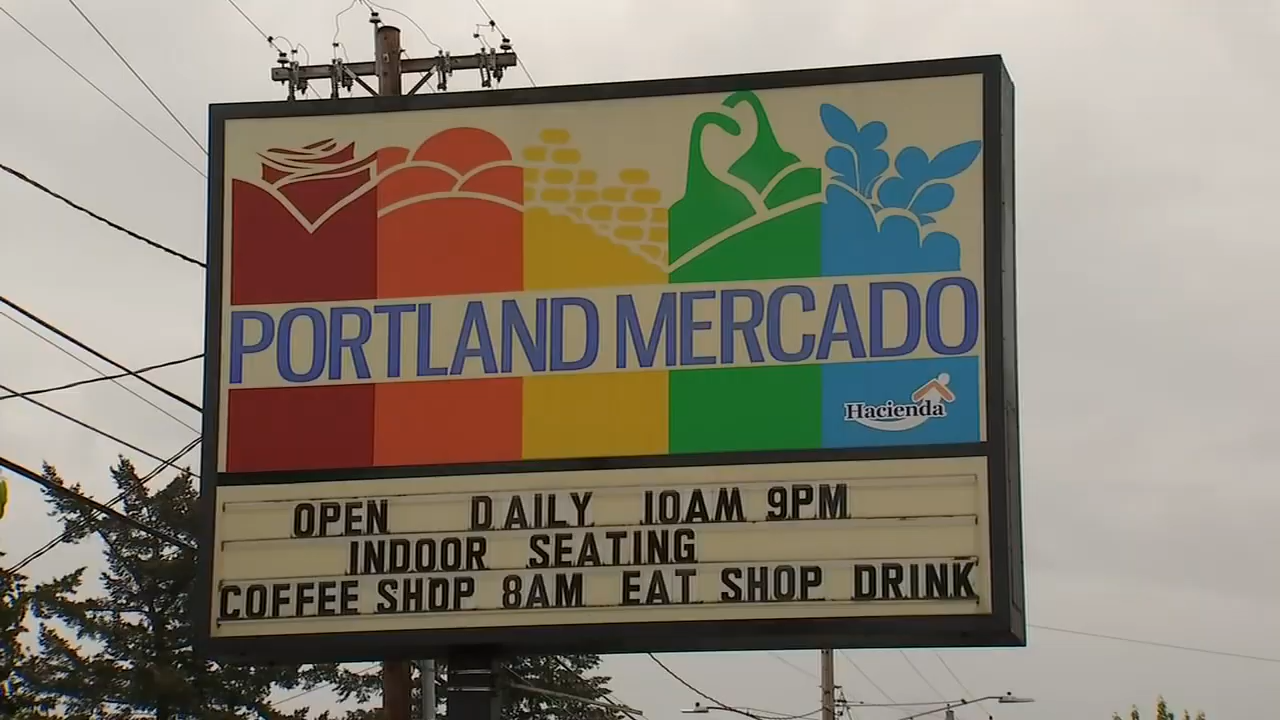 PORTLAND MERCADO
Hacienda
OPEN DAILY 10AM 9PM
INDOOR SEATING
COFFEE SHOP 8AM EAT SHOP DRINK